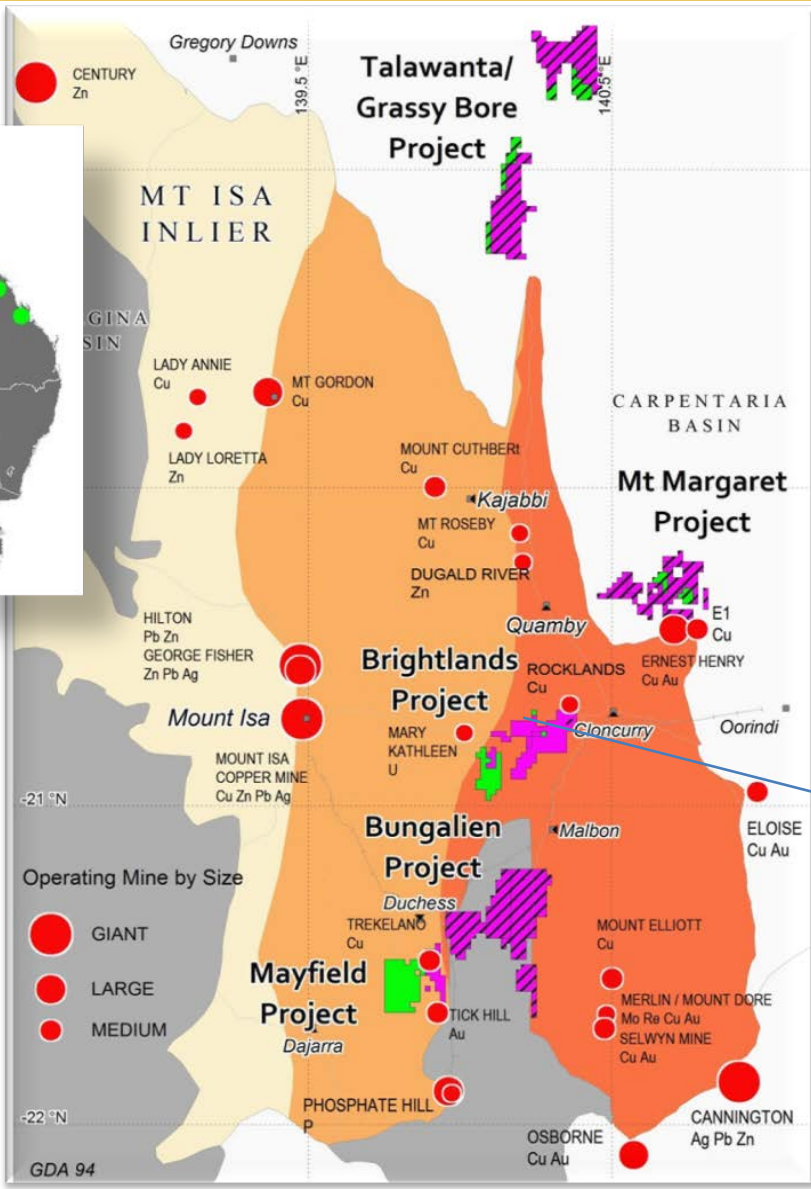 Gregory Downs
CENTURY
Zn
139.5 °E
140.5 °E
Talawanta/
Grassy Bore
Project
MT ISA
INLIER
GINA
SIN
LADY ANNIE
Cu
MT GORDON
Cu
LADY LORETTA
Zn
CARPENTARIA
BASIN
MOUNT CUTHBERt
Cu
Kajabbi
Mt Margaret
Project
MT ROSEBY
Cu
DUGALD RIVER
Zn
Quamby
E1
Cu
HILTON
Pb Zn
GEORGE FISHER
Zn Pb Ag
ERNEST HENRY
Cu Au
Brightlands
Project
ROCKLANDS
Cu
Mount Isa
MARY
KATHLEEN
U
Cloncurry
Oorindi
MOUNT ISA
COPPER MINE
Cu Zn Pb Ag
-21 °N
ELOISE
Cu Au
Bungalien
Project
Malbon
Operating Mine by Size
GIANT
LARGE
MEDIUM
Duchess
TREKELANO
Cu
MOUNT ELLIOTT
Cu
Mayfield
Project
Dajarra
TICK HILL
Au
MERLIN / MOUNT DORE
Mo Re Cu Au
SELWYN MINE
Cu Au
PHOSPHATE HILL
P
-22 °N
CANNINGTON
Ag Pb Zn
OSBORNE
Cu Au
GDA 94